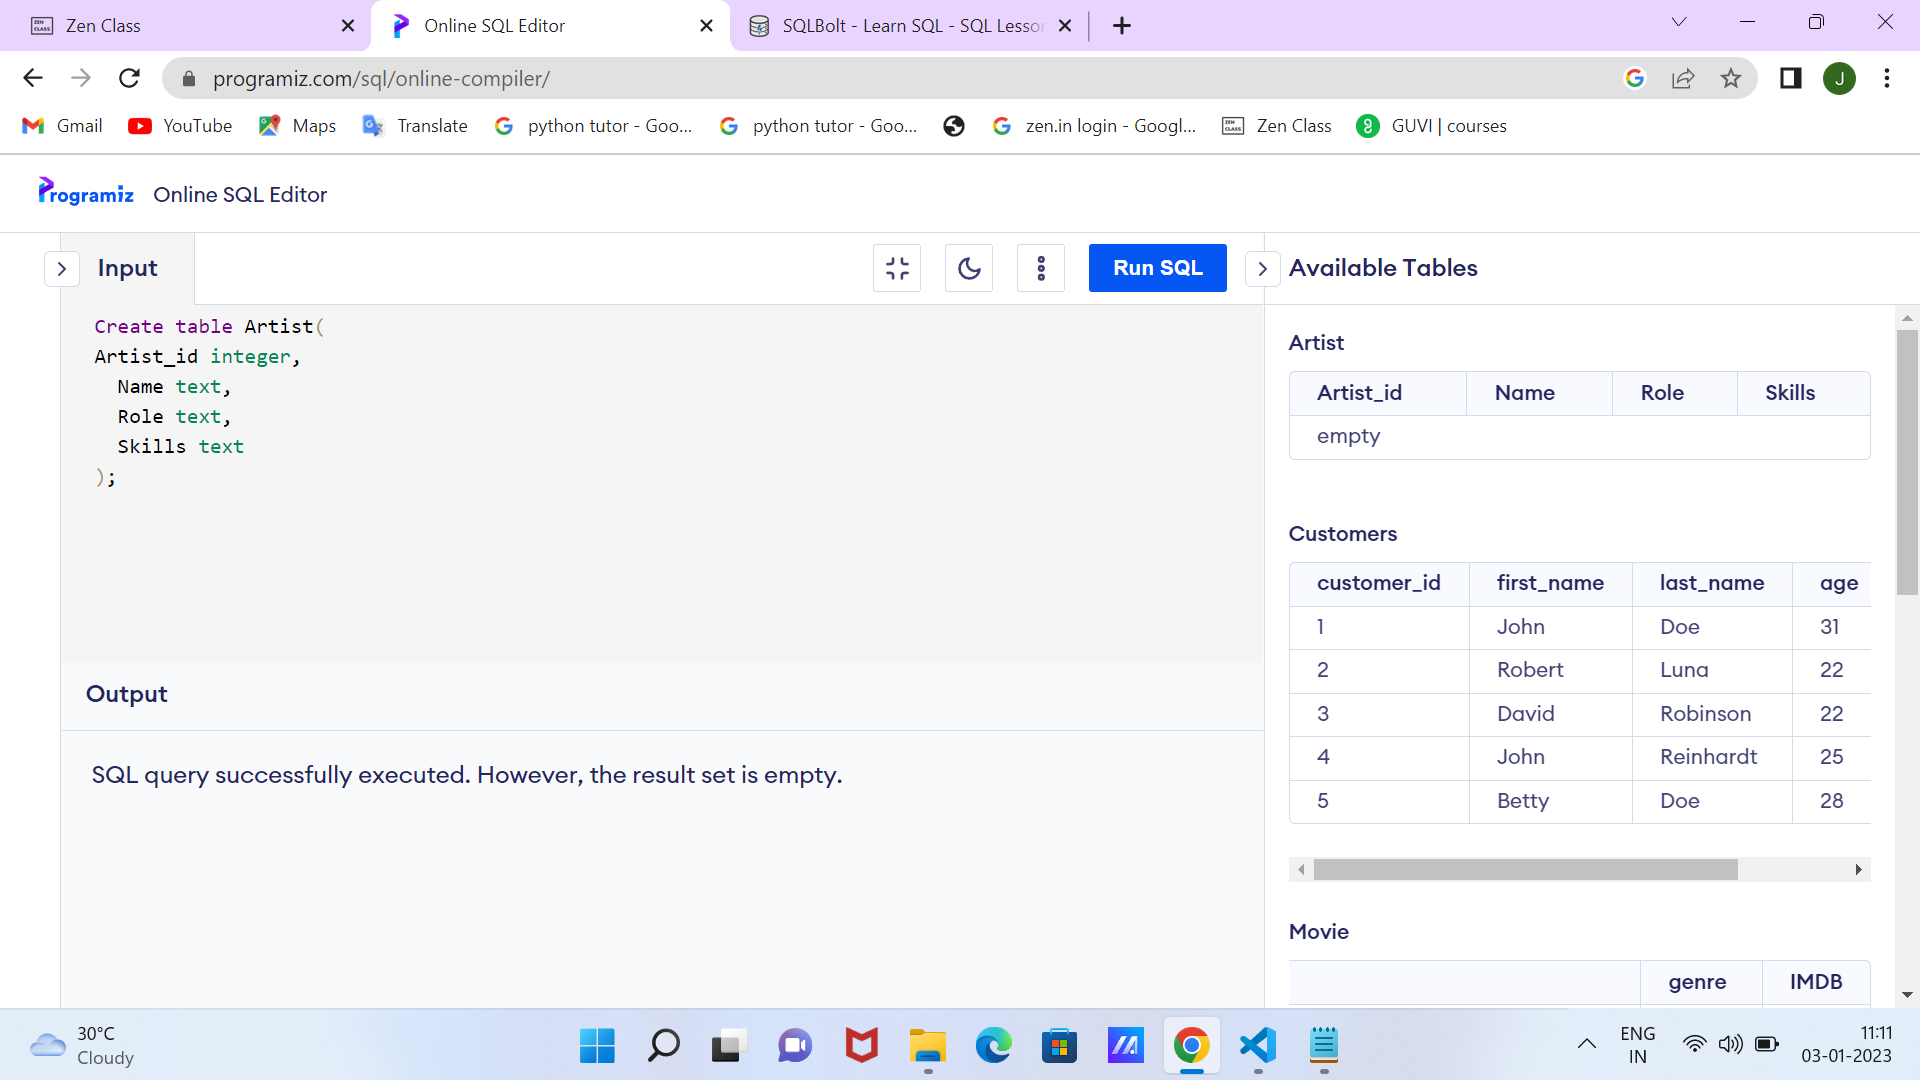 Zen Class
Online SQL Editor
SQLBolt - Learn SQL - SQL Lesson
programiz.com/sql/online-compiler/
J
Gmail
YouTube
Maps
Translate
python tutor - Goo...
python tutor - Goo...
zen.in login - Googl...
Zen Class
GUVI | courses
Programiz
Online SQL Editor
Input
Run SQL
Create table Artist(
Artist_id integer,
Name text,
Role text,
Skills text
);
Output
SQL query successfully executed. However, the result set is empty.
Available Tables
Artist
Artist_id Name Role Skills
empty
Customers
customer_id first_name last_name age
1 John Doe 31
2 Robert Luna 22
3 David Robinson 22
4 John Reinhardt 25
5 Betty Doe 28
Movie
genre IMDB
30°C
Cloudy
ENG
IN
11:11
03-01-2023